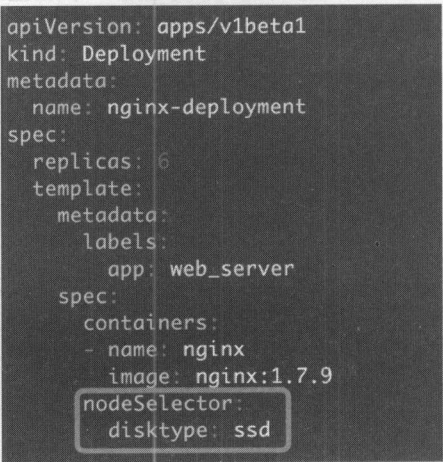 apiVersion: apps/v1beta1
kind: Deployment
metadata:
  name: nginx-deployment
spec:
  replicas: 6
  template:
    metadata:
      labels:
        app: web_server
    spec:
      containers:
      - name: nginx
        image: nginx:1.7.9
      nodeSelector:
        disktype: ssd